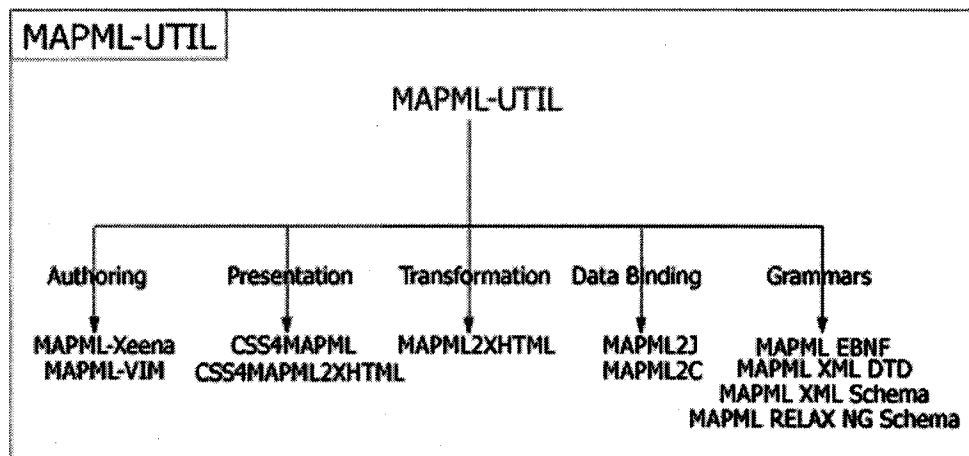 MAPML-UTIL
MAPML-UTIL
Authoring
Presentation
Transformation
Data Binding
Grammars
MAPML-Xeena
MAPML-VIM
CSS4MAPML
CSS4MAPML2XHTML
MAPML2XHTML
MAPML2J
MAPML2C
MAPML EBNF
MAPML XML DTD
MAPML XML Schema
MAPML RELAX NG Schema